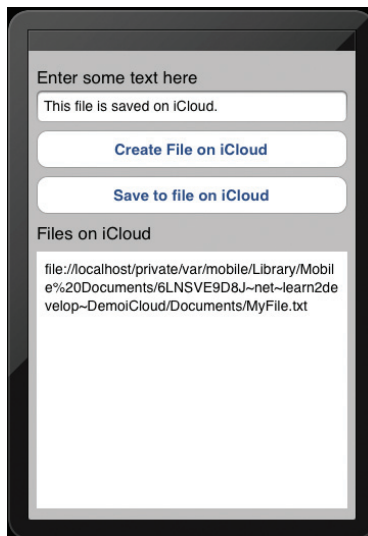 Enter some text here
This file is saved on iCloud.
Create File on iCloud
Save to file on iCloud
Files on iCloud
file://localhost/private/var/mobile/Library/Mobil
e%20Documents/6LNSVE9D8J~net~learn2de
velop~DemoiCloud/Documents/MyFile.txt